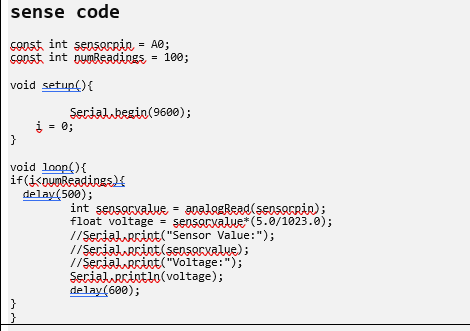 sense code
const int sensorpin = A0;
const int numReadings = 100;
void setup(){
Serial.begin(9600);
i = 0;
}
void loop(){
if(i<numReadings){
delay(500);
int sensorvalue = analogRead(sensorpin);
float voltage = sensorvalue*(5.0/1023.0);
//Serial.print("Sensor Value:");
//Serial.print(sensorvalue);
//Serial.print("Voltage:");
Serial.println(voltage);
delay(600);
}
}